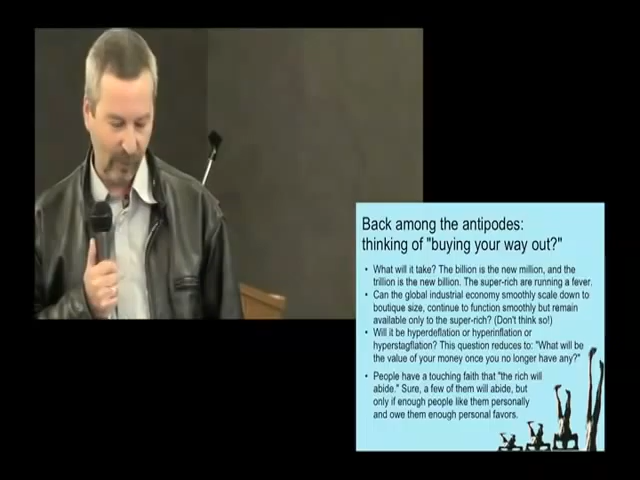 Back among the antipodes:
thinking of "buying your way out?"
• What will it take? The billion is the new million, and the
trillion is the new billion. The super-rich are running a fever.
• Can the global industrial economy smoothly scale down to
boutique size, continue to function smoothly but remain
available only to the super-rich? (Don't think so!)
• Will it be hyperdeflation or hyperinflation or
hyperstagflation? This question reduces to: "What will be
the value of your money once you no longer have any?"
• People have a touching faith that "the rich will
abide." Sure, a few of them will abide, but
only if enough people like them personally
and owe them enough personal favors.